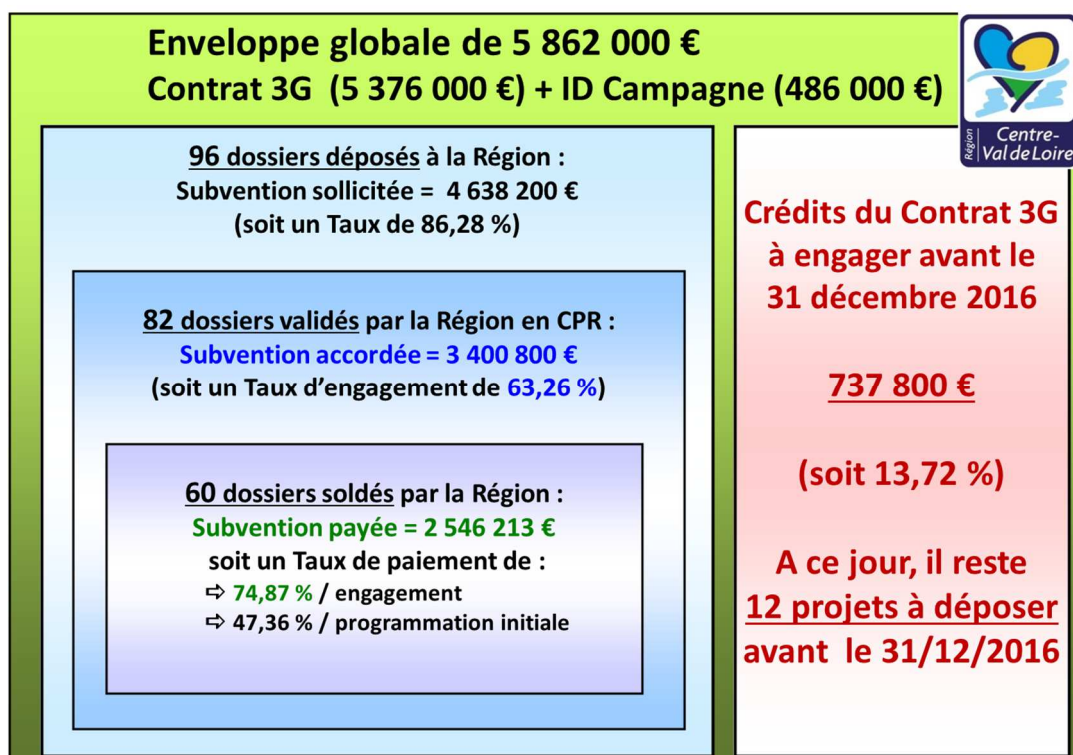 Enveloppe globale de 5 862 000 €
Contrat 3G (5 376 000 €) + ID Campagne (486 000 €)
Région
Centre-
Val de Loire
96 dossiers déposés à la Région :
Subvention sollicitée = 4 638 200 €
(soit un Taux de 86,28 %)
82 dossiers validés par la Région en CPR :
Subvention accordée = 3 400 800 €
(soit un Taux d'engagement de 63,26 %)
60 dossiers soldés par la Région :
Subvention payée = 2 546 213 €
soit un Taux de paiement de :
⇨ 74,87 % / engagement
⇨ 47,36 % / programmation initiale
Crédits du Contrat 3G
à engager avant le
31 décembre 2016
737 800 €
(soit 13,72 %)
A ce jour, il reste
12 projets à déposer
avant le 31/12/2016